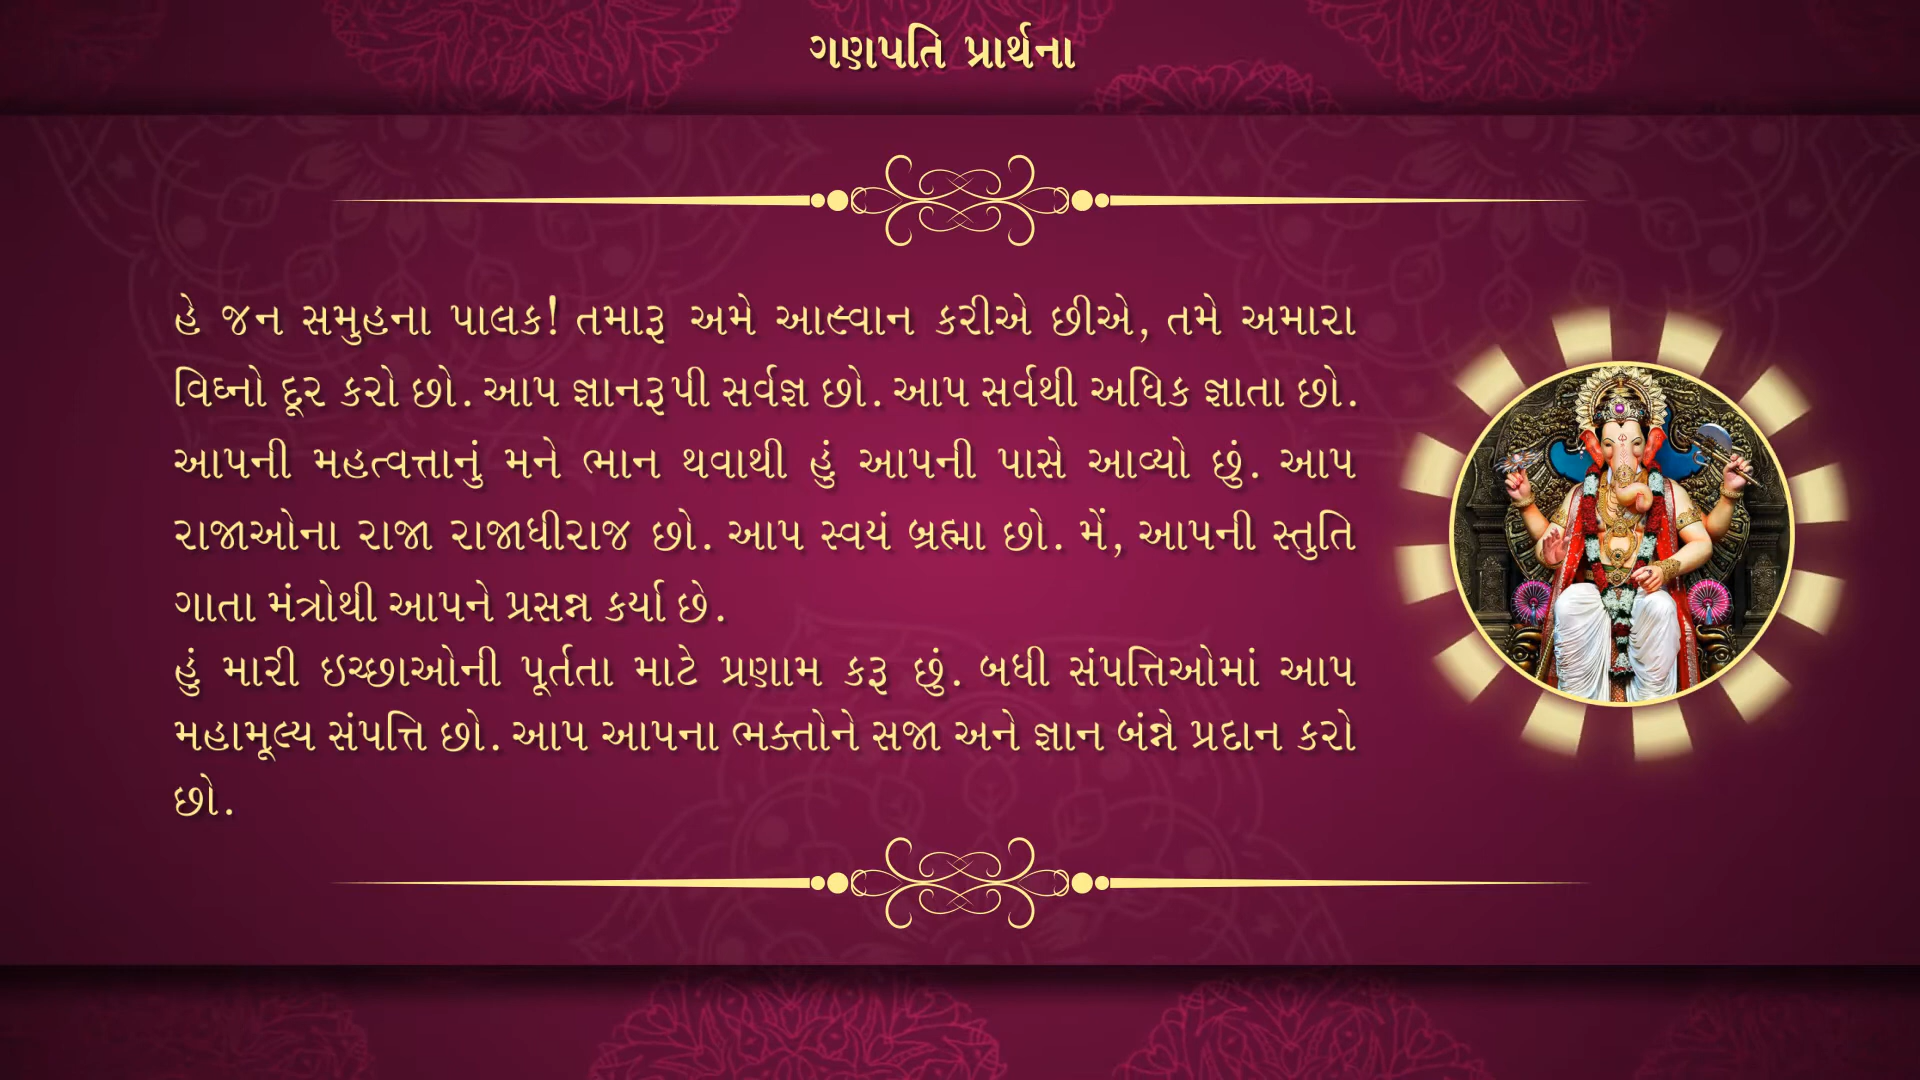 ગણપતિ પ્રાર્થના
હે જન સમુહના પાલક! તમારૂ અમે આહ્વાન કરીએ છીએ, તમે અમારા
વિઘ્નો દૂર કરો છો. આપ જ્ઞાનરૂપી સર્વજ્ઞ છો. આપ સર્વથી અધિક જ્ઞાતા છો.
આપની મહત્વત્તાનું મને ભાન થવાથી હું આપની પાસે આવ્યો છું. આપ
રાજાઓના રાજા રાજાધીરાજ છો. આપ સ્વયં બ્રહ્મા છો. મેં, આપની સ્તુતિ
ગાતા મંત્રોથી આપને પ્રસન્ન કર્યા છે.
હું મારી ઇચ્છાઓની પૂર્તતા માટે પ્રણામ કરૂ છું. બધી સંપત્તિઓમાં આપ
મહામૂલ્ય સંપત્તિ છો. આપ આપના ભક્તોને સજા અને જ્ઞાન બંન્ને પ્રદાન કરો
છો.